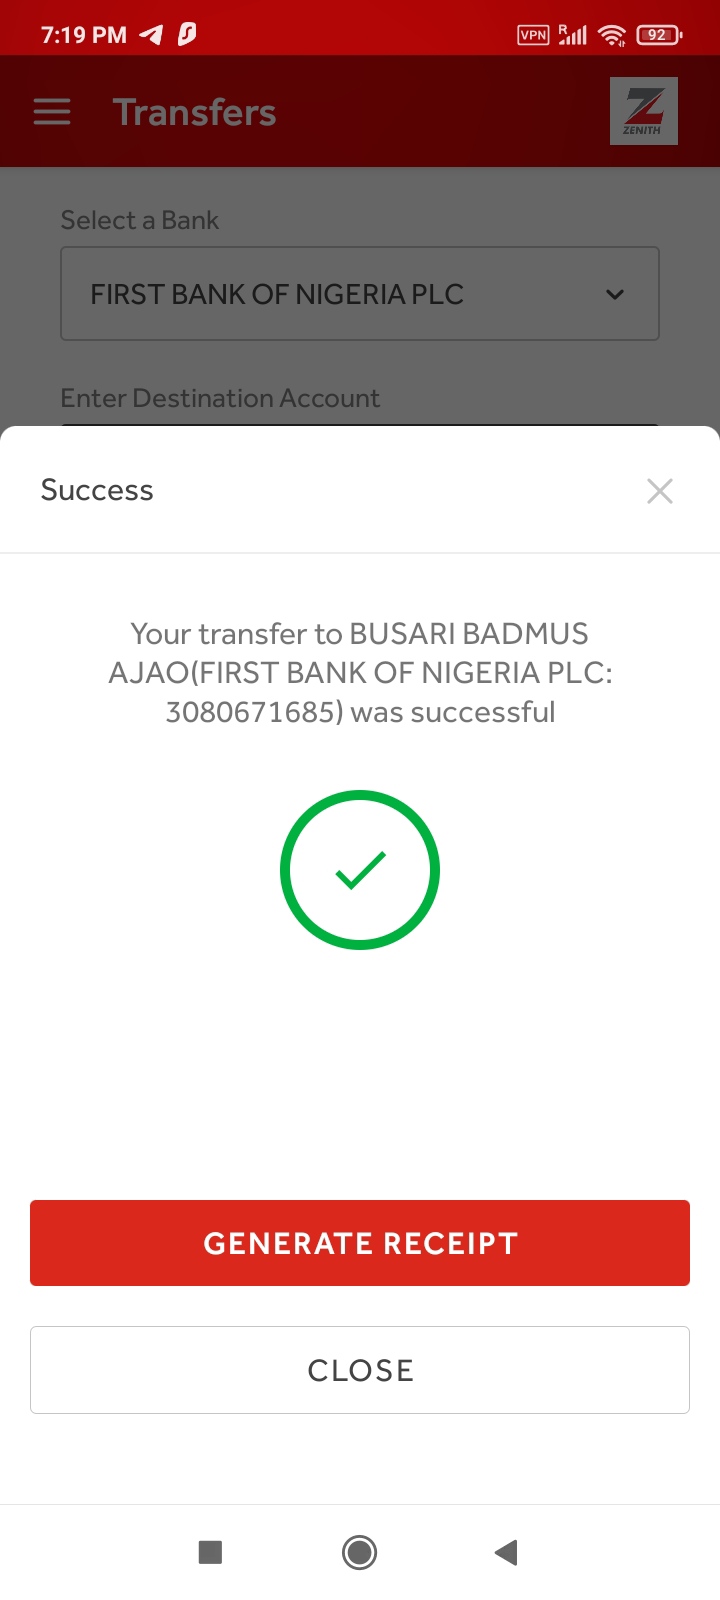 7:19 PM
VPN R 92
Transfers
ZENITH
Select a Bank
FIRST BANK OF NIGERIA PLC
Enter Destination Account
Success
Your transfer to BUSARI BADMUS
AJAO(FIRST BANK OF NIGERIA PLC:
3080671685) was successful
GENERATE RECEIPT
CLOSE